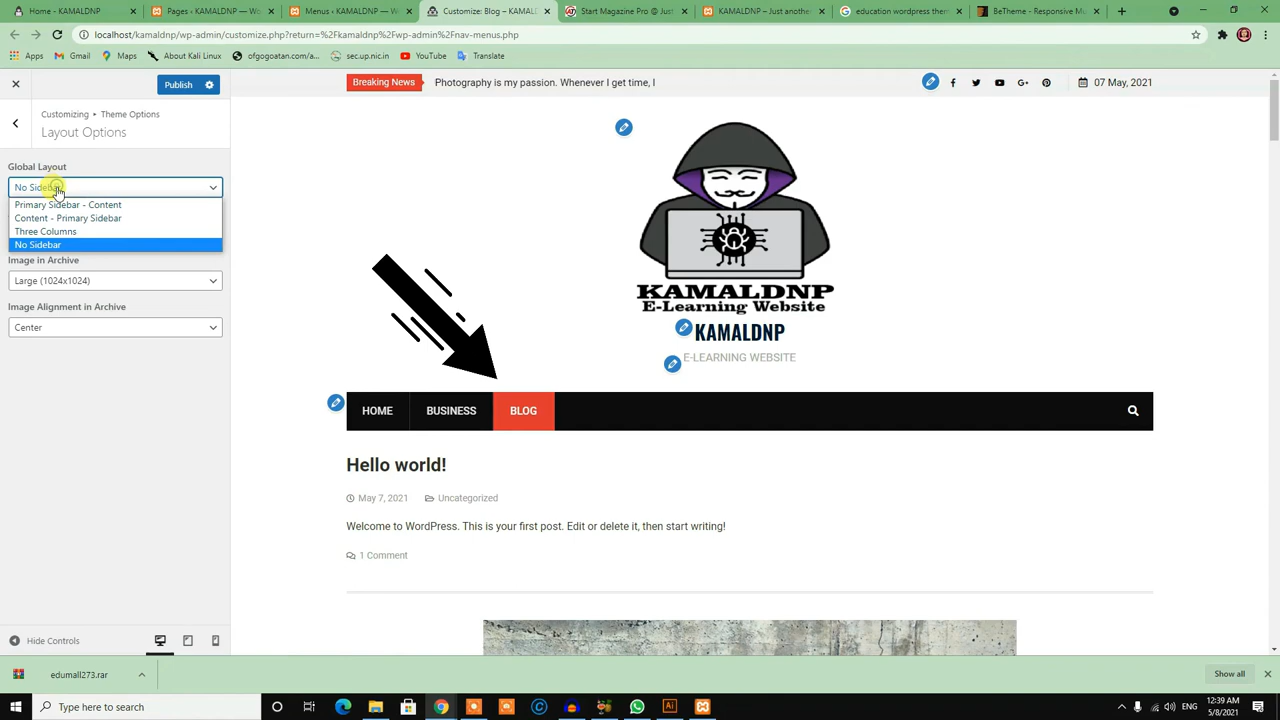 KAMALDNP
Pages ‹ KAMALDNP — Wo
Menus ‹ KAMALDNP — W
Customize: Blog – KAMALD
Start Magazine Pro @ Just
KAMALDNP – Just anothe
education wordpress them
BeTheme - Responsive Mu
localhost/kamaldnp/wp-admin/customize.php?return=%2Fkamaldnp%2Fwp-admin%2Fnav-menus.php
Apps
Gmail
Maps
About Kali Linux
ofgogoatan.com/a...
sec.up.nic.in
YouTube
Translate
Publish
Breaking News
Photography is my passion. Whenever I get time, I
07 May, 2021
Customizing ▸ Theme Options
Layout Options
Global Layout
No Sidebar
Primary Sidebar - Content
Content - Primary Sidebar
Three Columns
No Sidebar
Image in Archive
Large (1024x1024)
Image Alignment in Archive
Center
KAMALDNP
E-Learning Website
KAMALDNP
E-LEARNING WEBSITE
HOME
BUSINESS
BLOG
Hello world!
May 7, 2021
Uncategorized
Welcome to WordPress. This is your first post. Edit or delete it, then start writing!
1 Comment
Hide Controls
edumall273.rar
Show all
Type here to search
ENG
12:39 AM
5/8/2021